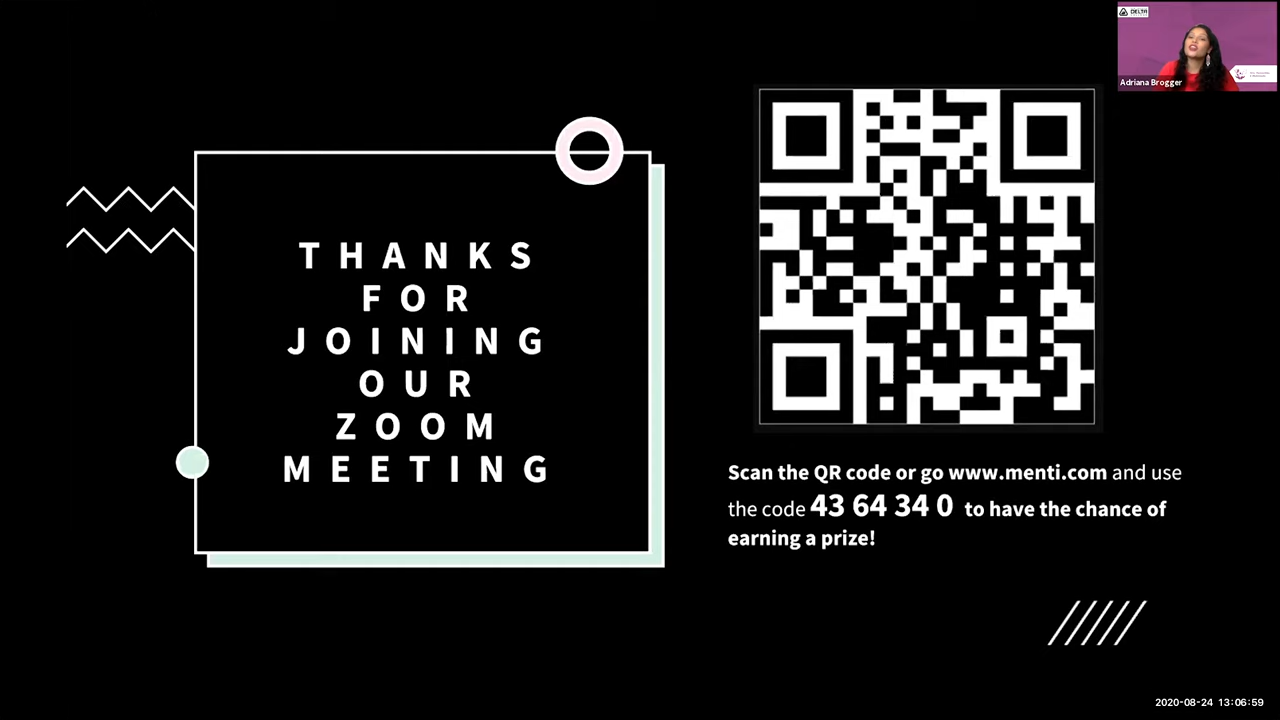 DELTA
Adriana Brogger
THANKS
FOR
JOINING
OUR
ZOOM
MEETING
Scan the QR code or go www.menti.com and use
the code 43 64 34 0 to have the chance of
earning a prize!
2020-08-24 13:06:59